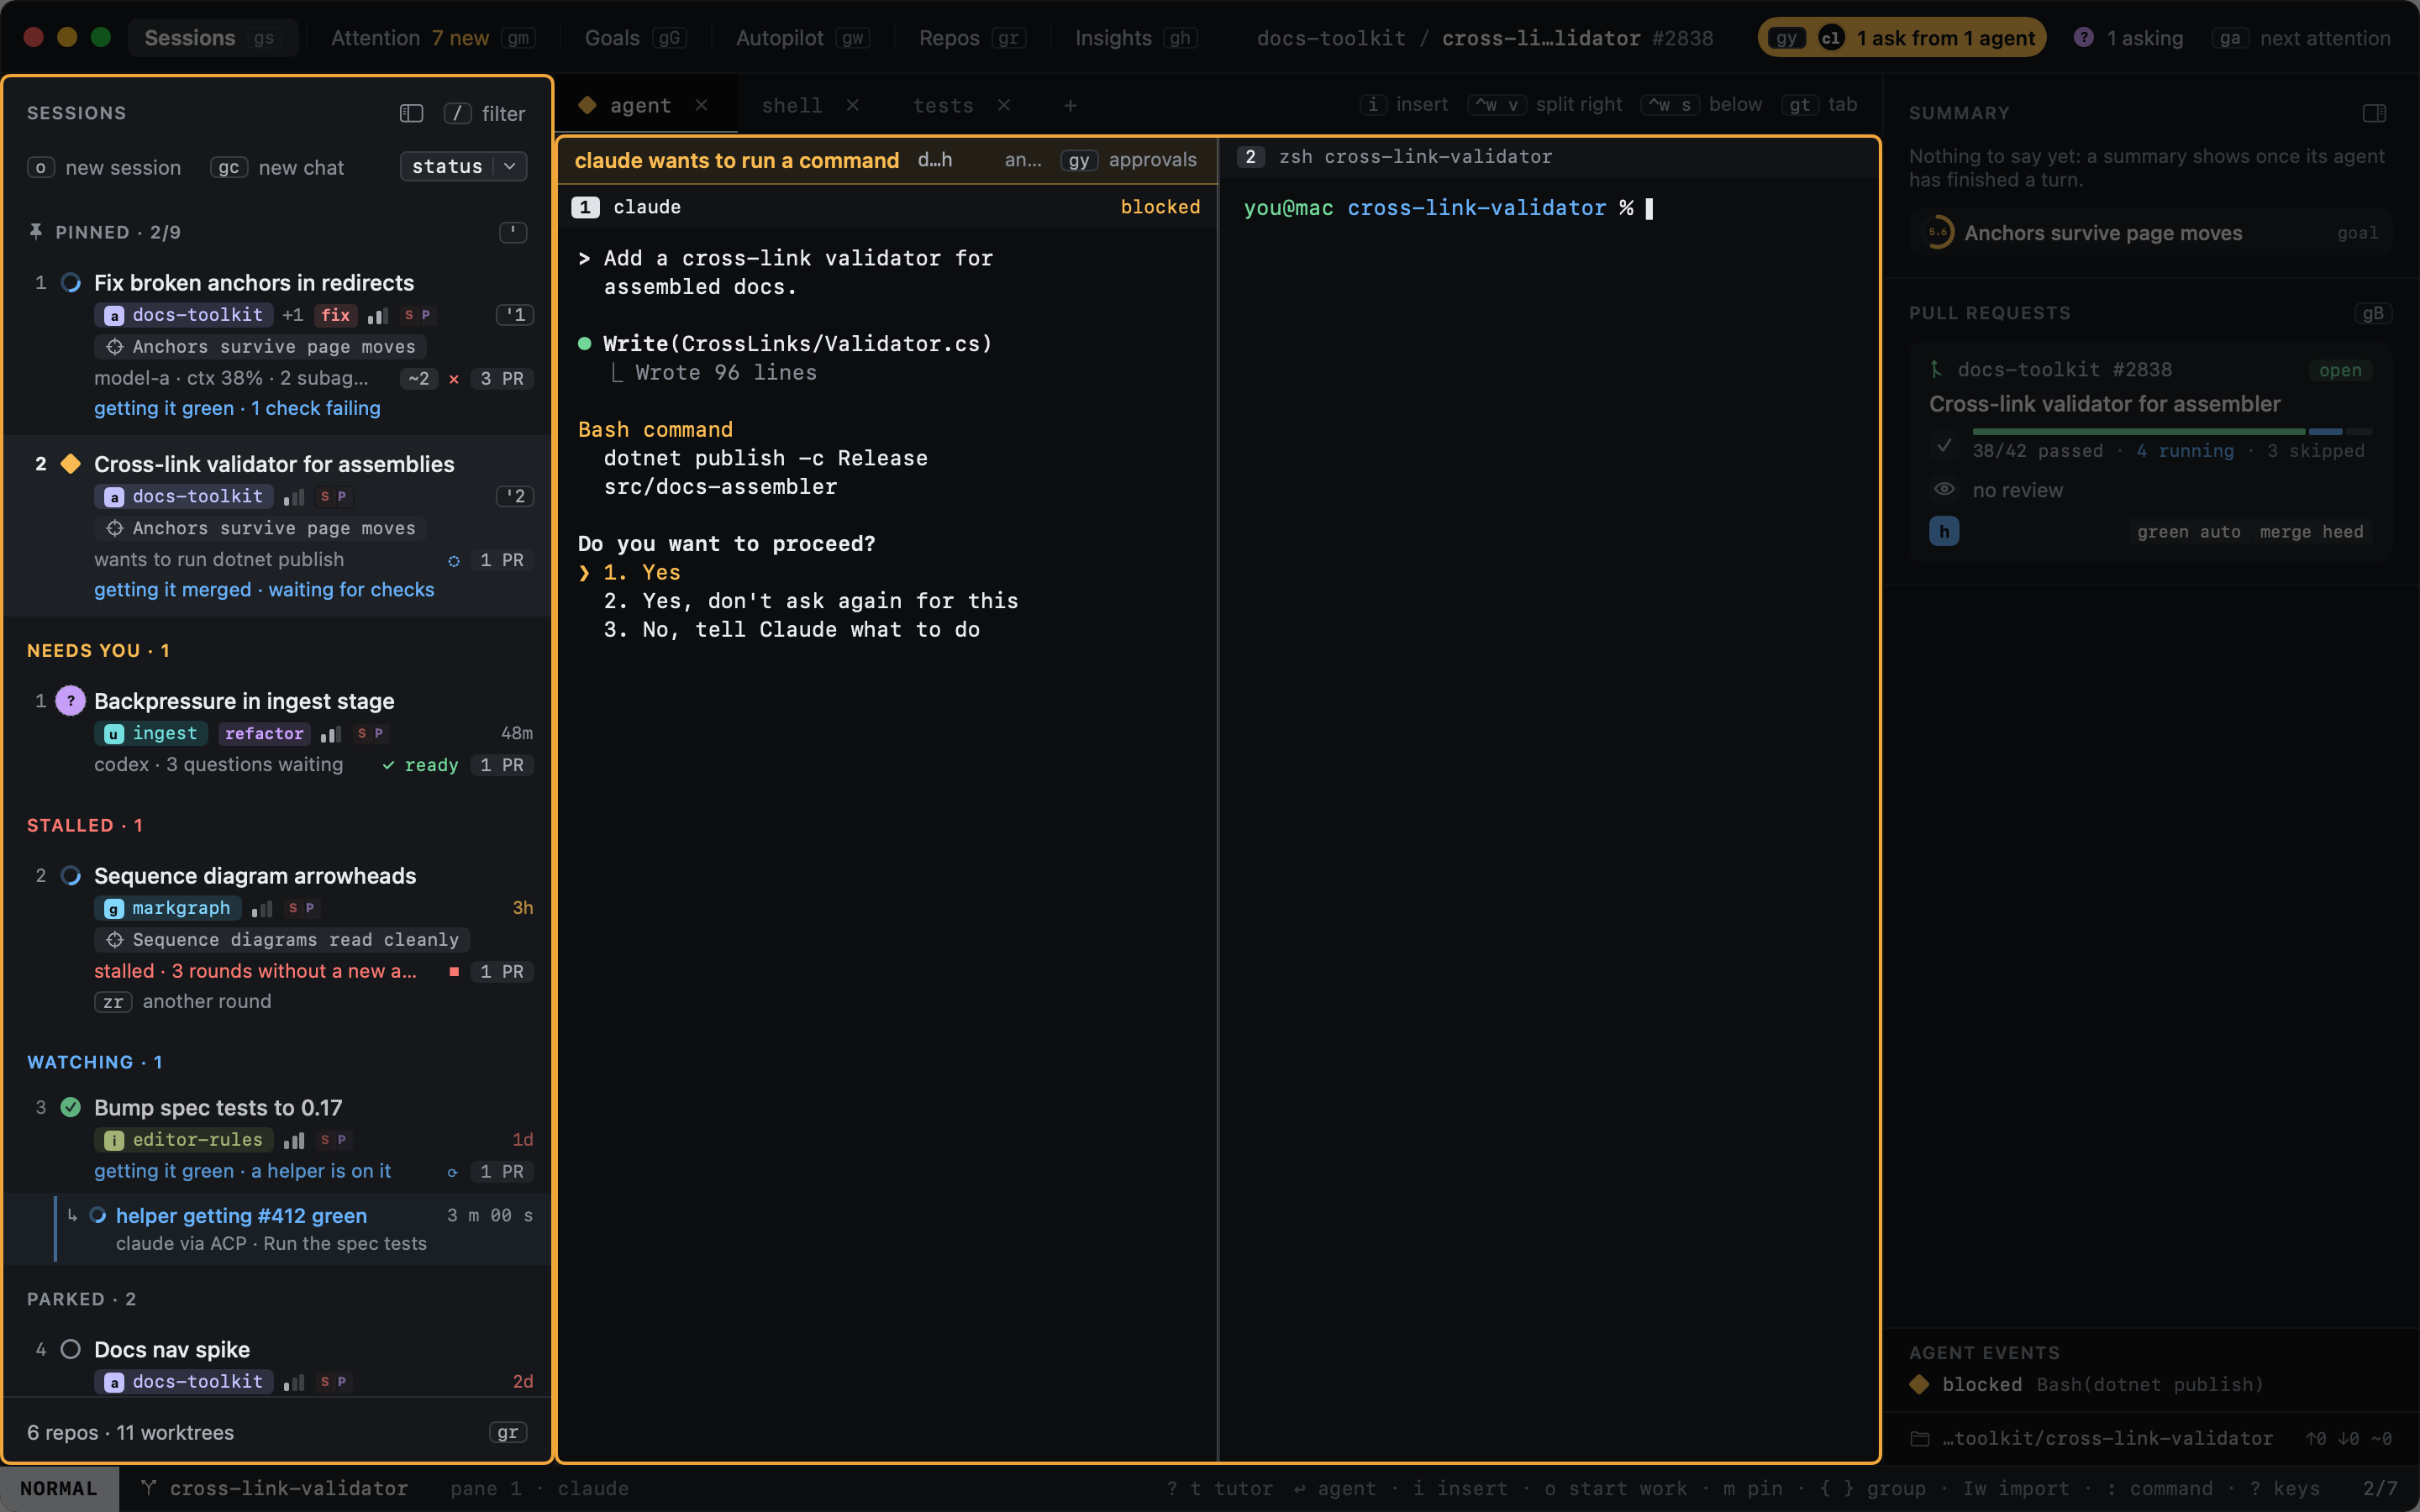 Sessions gs Attention 7 new gm Goals gG Autopilot gw Repos gr Insights gh docs-toolkit / cross-li…lidator #2838 gy cl 1 ask from 1 agent ? 1 asking ga next attention
SESSIONS / filter
o new session gc new chat status
PINNED · 2/9 '
1 Fix broken anchors in redirects
a docs-toolkit +1 fix S P '1
Anchors survive page moves
model-a · ctx 38% · 2 subag… ~2 × 3 PR
getting it green · 1 check failing
2 Cross-link validator for assemblies
a docs-toolkit S P '2
Anchors survive page moves
wants to run dotnet publish 1 PR
getting it merged · waiting for checks
NEEDS YOU · 1
1 ? Backpressure in ingest stage
u ingest refactor S P 48m
codex · 3 questions waiting ✓ ready 1 PR
STALLED · 1
2 Sequence diagram arrowheads
g markgraph S P 3h
Sequence diagrams read cleanly
stalled · 3 rounds without a new a… ■ 1 PR
zr another round
WATCHING · 1
3 Bump spec tests to 0.17
i editor-rules S P 1d
getting it green · a helper is on it ⟳ 1 PR
↳ helper getting #412 green 3 m 00 s
claude via ACP · Run the spec tests
PARKED · 2
4 Docs nav spike
a docs-toolkit S P 2d
6 repos · 11 worktrees gr
agent × shell × tests × + i insert ^w v split right ^w s below gt tab
claude wants to run a command d…h an… gy approvals
1 claude blocked
> Add a cross-link validator for
assembled docs.
● Write(CrossLinks/Validator.cs)
⎿ Wrote 96 lines
Bash command
dotnet publish -c Release
src/docs-assembler
Do you want to proceed?
❯ 1. Yes
2. Yes, don't ask again for this
3. No, tell Claude what to do
2 zsh cross-link-validator
you@mac cross-link-validator %
SUMMARY
Nothing to say yet: a summary shows once its agent
has finished a turn.
5.6 Anchors survive page moves goal
PULL REQUESTS gB
docs-toolkit #2838 open
Cross-link validator for assembler
38/42 passed · 4 running · 3 skipped
no review
h green auto merge heed
AGENT EVENTS
blocked Bash(dotnet publish)
…toolkit/cross-link-validator ↑0 ↓0 ~0
NORMAL cross-link-validator pane 1 · claude ? t tutor ↩ agent · i insert · o start work · m pin · { } group · Iw import · : command · ? keys 2/7